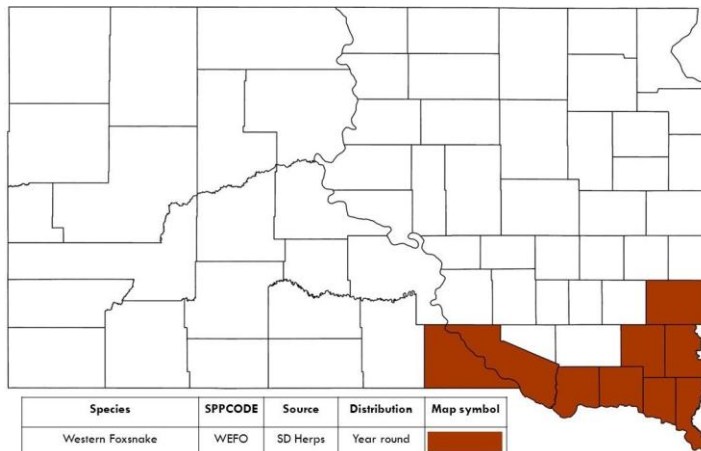 Species SPPCODE Source Distribution Map symbol
Western Foxsnake WEFO SD Herps Year round